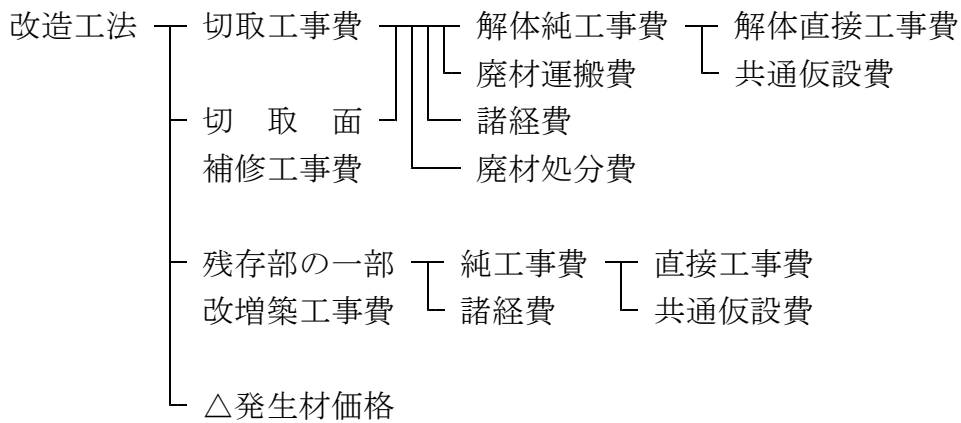 改造工法 切取工事費 解体純工事費 解体直接工事費
廃材運搬費 共通仮設費
切　取　面 諸経費
補修工事費 廃材処分費
残存部の一部 純工事費 直接工事費
改増築工事費 諸経費 共通仮設費
△発生材価格